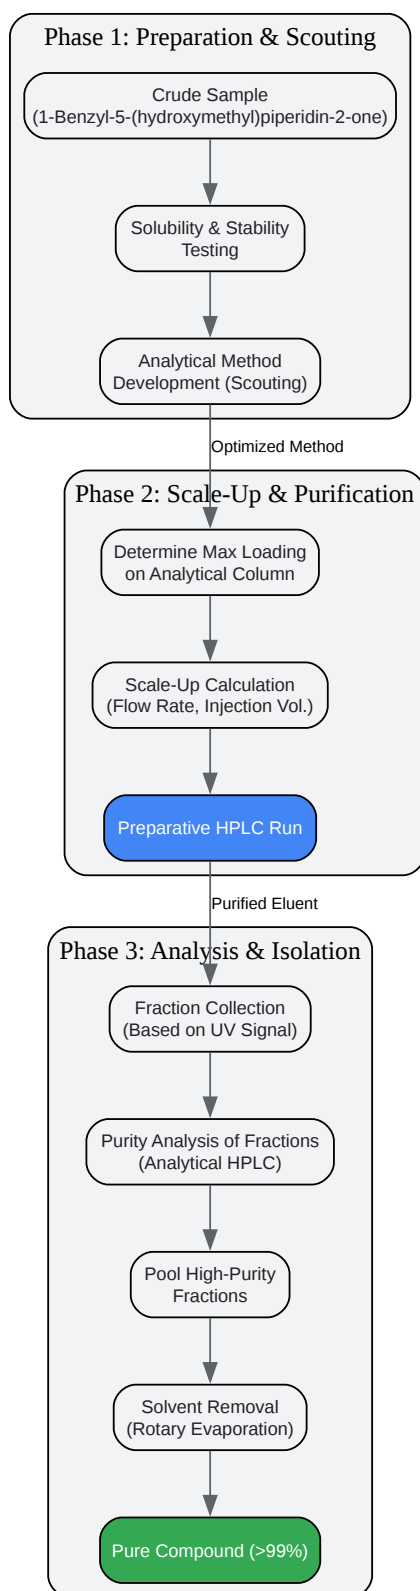 Phase 1: Preparation & Scouting
Crude Sample
(1-Benzyl-5-(hydroxymethyl)piperidin-2-one)
Solubility & Stability
Testing
Analytical Method
Development (Scouting)
Optimized Method
Phase 2: Scale-Up & Purification
Determine Max Loading
on Analytical Column
Scale-Up Calculation
(Flow Rate, Injection Vol.)
Preparative HPLC Run
Purified Eluent
Phase 3: Analysis & Isolation
Fraction Collection
(Based on UV Signal)
Purity Analysis of Fractions
(Analytical HPLC)
Pool High-Purity
Fractions
Solvent Removal
(Rotary Evaporation)
Pure Compound (>99%)